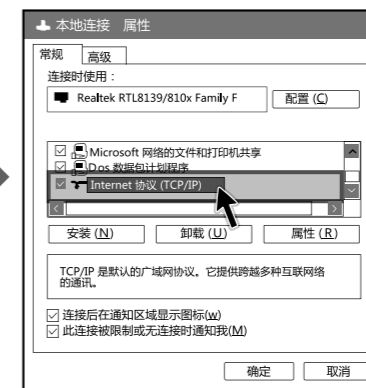 本地连接 属性
常规 高级
连接时使用：
Realtek RTL8139/810x Family F 配置 (C)
Microsoft 网络的文件和打印机共享
Dos 数据包计划程序
Internet 协议 (TCP/IP)
安装 (N) 卸载 (U) 属性 (R)
TCP/IP 是默认的广域网协议。它提供跨越多种互联网络
的通讯。
连接后在通知区域显示图标(w)
此连接被限制或无连接时通知我(M)
确定 取消